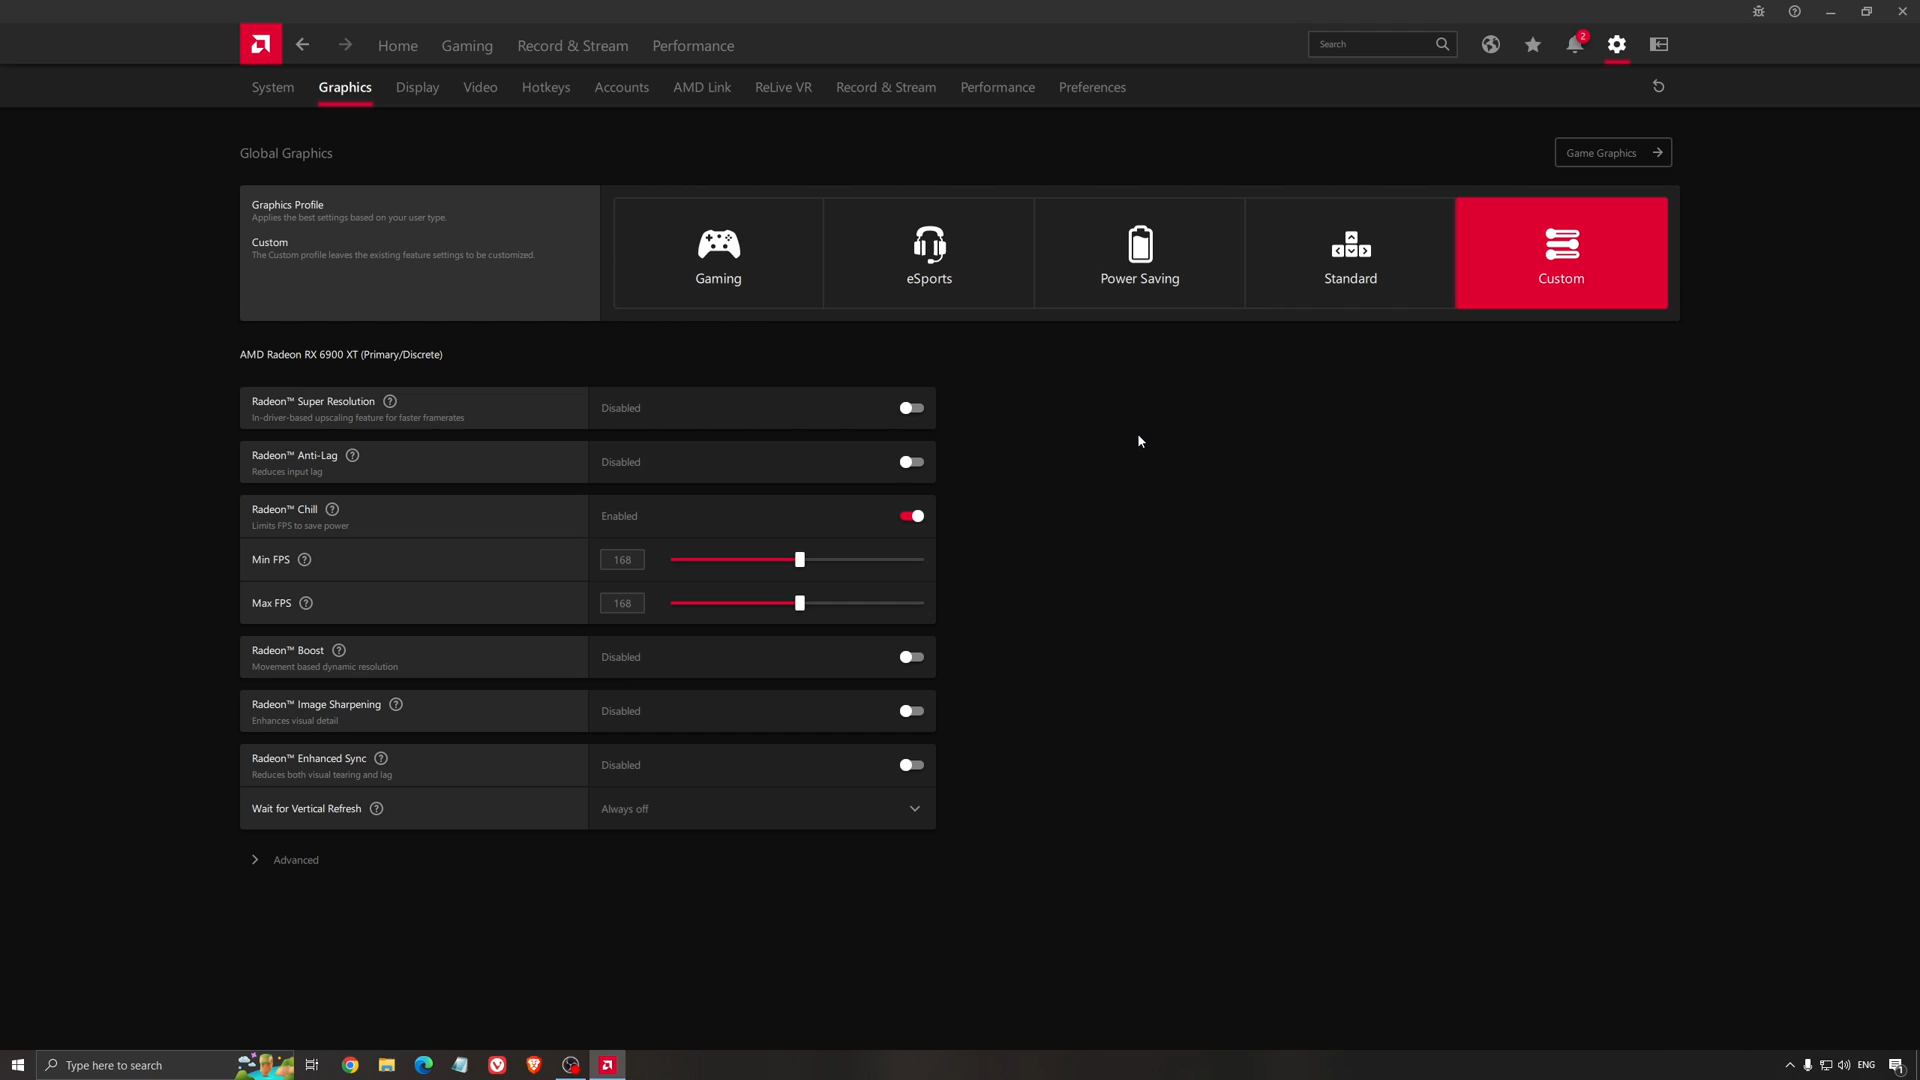 Home Gaming Record & Stream Performance Search 2
System Graphics Display Video Hotkeys Accounts AMD Link ReLive VR Record & Stream Performance Preferences
Global Graphics
Game Graphics
Graphics Profile
Applies the best settings based on your user type.
Custom
The Custom profile leaves the existing feature settings to be customized.
Gaming
eSports
Power Saving
Standard
Custom
AMD Radeon RX 6900 XT (Primary/Discrete)
Radeon™ Super Resolution ?
In-driver-based upscaling feature for faster framerates
Disabled
Radeon™ Anti-Lag ?
Reduces input lag
Disabled
Radeon™ Chill ?
Limits FPS to save power
Enabled
Min FPS ? 168
Max FPS ? 168
Radeon™ Boost ?
Movement based dynamic resolution
Disabled
Radeon™ Image Sharpening ?
Enhances visual detail
Disabled
Radeon™ Enhanced Sync ?
Reduces both visual tearing and lag
Disabled
Wait for Vertical Refresh ? Always off
Advanced
Type here to search
ENG
1